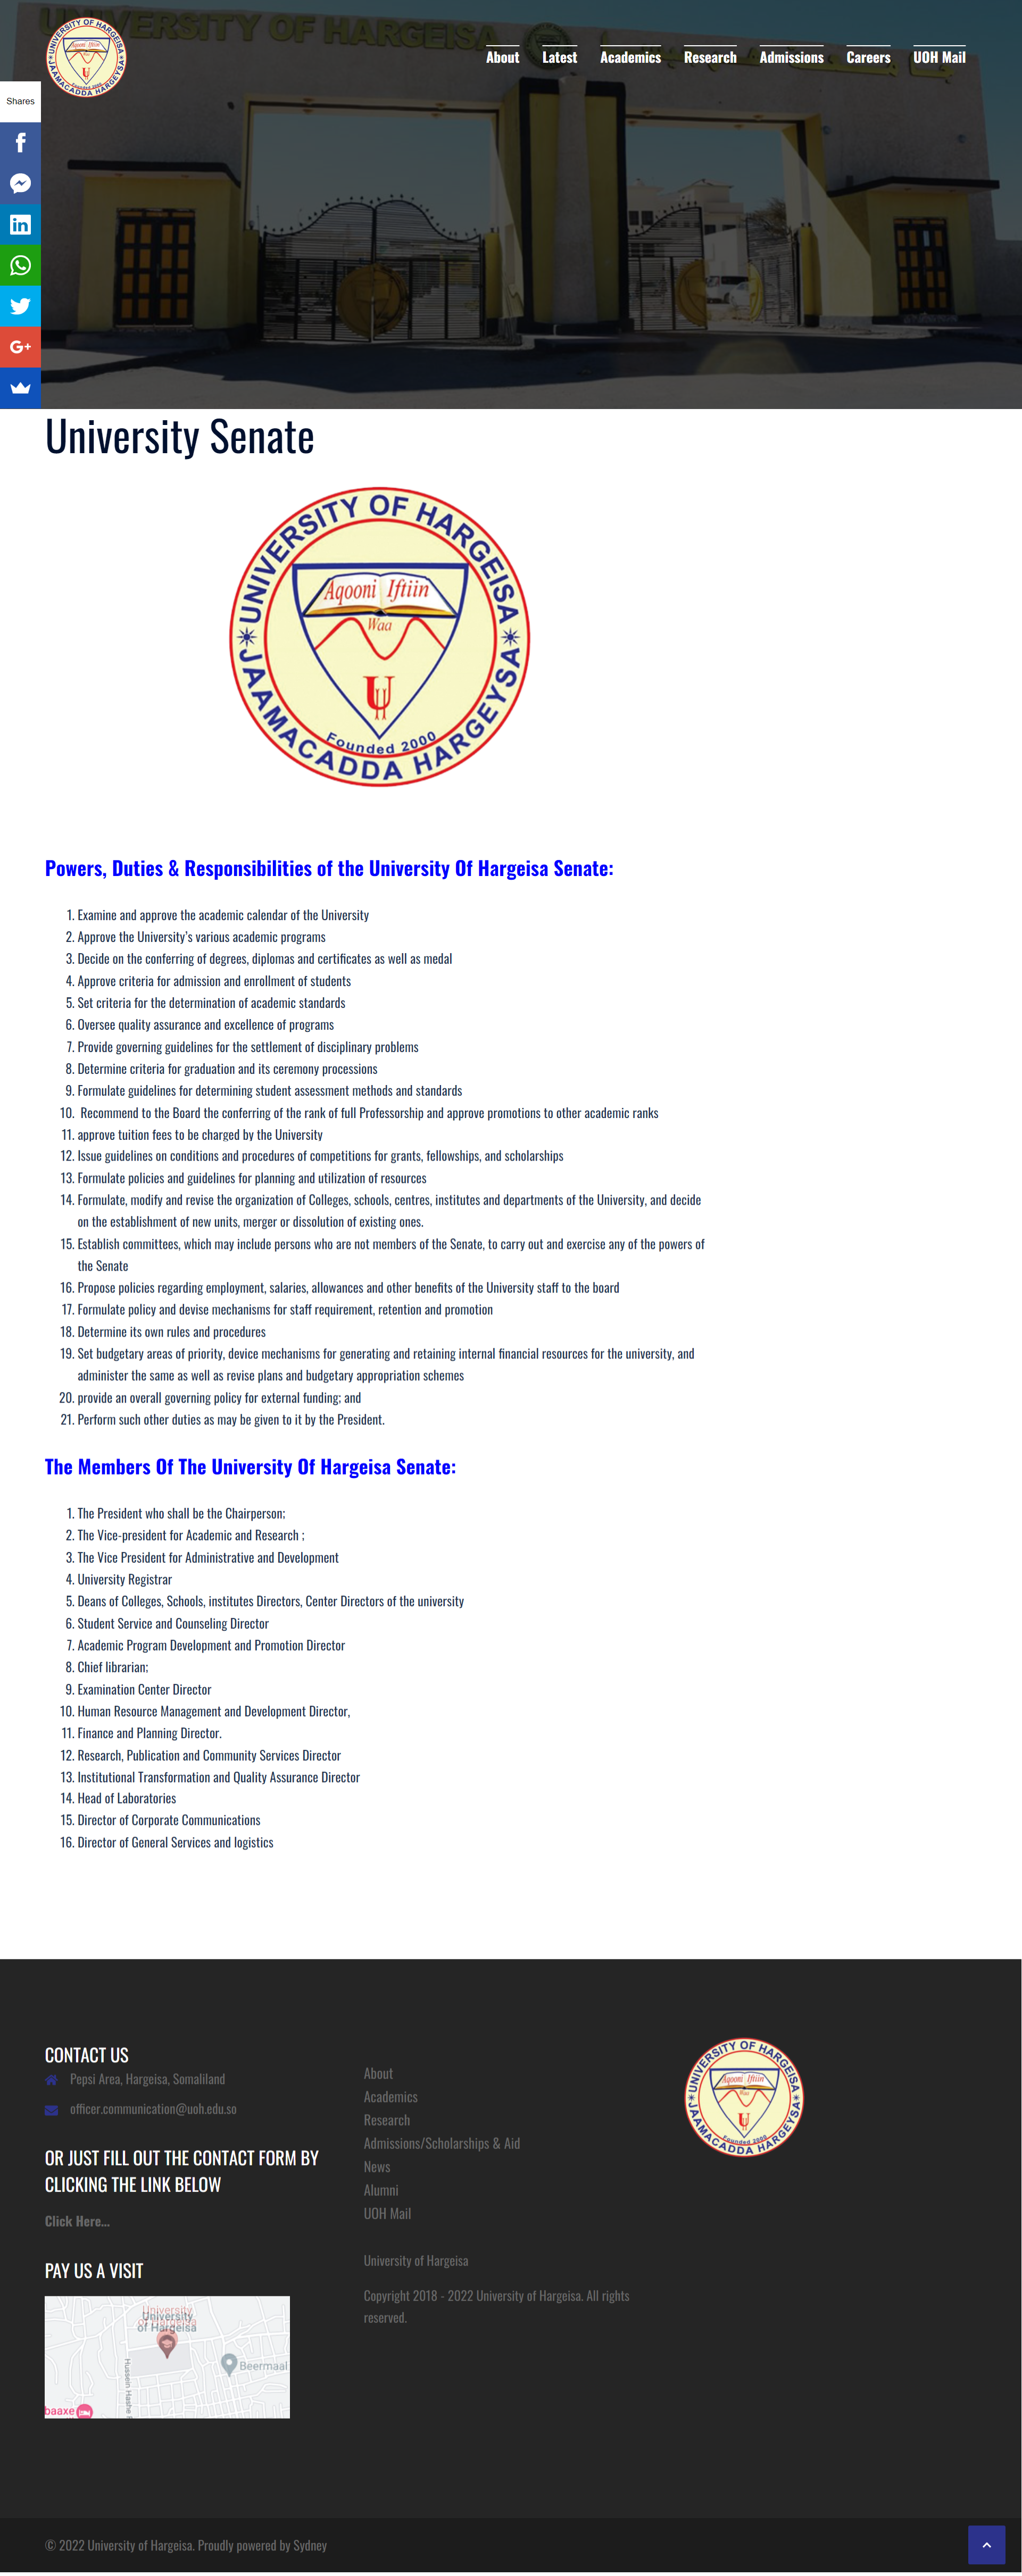 UNIVERSITY OF HARGEISA
UNIVERSITY OF HARGEISA
Aqooni Iftiin
Waa
Founded 2000
JAAMACADDA HARGEYSA
About
Latest
Academics
Research
Admissions
Careers
UOH Mail
Shares
University Senate
UNIVERSITY OF HARGEISA
Aqooni Iftiin
Waa
Founded 2000
JAAMACADDA HARGEYSA
Powers, Duties & Responsibilities of the University Of Hargeisa Senate:
1. Examine and approve the academic calendar of the University
2. Approve the University’s various academic programs
3. Decide on the conferring of degrees, diplomas and certificates as well as medal
4. Approve criteria for admission and enrollment of students
5. Set criteria for the determination of academic standards
6. Oversee quality assurance and excellence of programs
7. Provide governing guidelines for the settlement of disciplinary problems
8. Determine criteria for graduation and its ceremony processions
9. Formulate guidelines for determining student assessment methods and standards
10. Recommend to the Board the conferring of the rank of full Professorship and approve promotions to other academic ranks
11. approve tuition fees to be charged by the University
12. Issue guidelines on conditions and procedures of competitions for grants, fellowships, and scholarships
13. Formulate policies and guidelines for planning and utilization of resources
14. Formulate, modify and revise the organization of Colleges, schools, centres, institutes and departments of the University, and decide
on the establishment of new units, merger or dissolution of existing ones.
15. Establish committees, which may include persons who are not members of the Senate, to carry out and exercise any of the powers of
the Senate
16. Propose policies regarding employment, salaries, allowances and other benefits of the University staff to the board
17. Formulate policy and devise mechanisms for staff requirement, retention and promotion
18. Determine its own rules and procedures
19. Set budgetary areas of priority, device mechanisms for generating and retaining internal financial resources for the university, and
administer the same as well as revise plans and budgetary appropriation schemes
20. provide an overall governing policy for external funding; and
21. Perform such other duties as may be given to it by the President.
The Members Of The University Of Hargeisa Senate:
1. The President who shall be the Chairperson;
2. The Vice-president for Academic and Research ;
3. The Vice President for Administrative and Development
4. University Registrar
5. Deans of Colleges, Schools, institutes Directors, Center Directors of the university
6. Student Service and Counseling Director
7. Academic Program Development and Promotion Director
8. Chief librarian;
9. Examination Center Director
10. Human Resource Management and Development Director,
11. Finance and Planning Director.
12. Research, Publication and Community Services Director
13. Institutional Transformation and Quality Assurance Director
14. Head of Laboratories
15. Director of Corporate Communications
16. Director of General Services and logistics
CONTACT US
Pepsi Area, Hargeisa, Somaliland
officer.communication@uoh.edu.so
OR JUST FILL OUT THE CONTACT FORM BY
CLICKING THE LINK BELOW
Click Here...
PAY US A VISIT
University
of Hargeisa
University
of Hargeisa
Beermaal
baaxe
About
Academics
Research
Admissions/Scholarships & Aid
News
Alumni
UOH Mail
University of Hargeisa
Copyright 2018 - 2022 University of Hargeisa. All rights
reserved.
UNIVERSITY OF HARGEISA
Aqooni Iftiin
Waa
Founded 2000
JAAMACADDA HARGEYSA
© 2022 University of Hargeisa. Proudly powered by Sydney